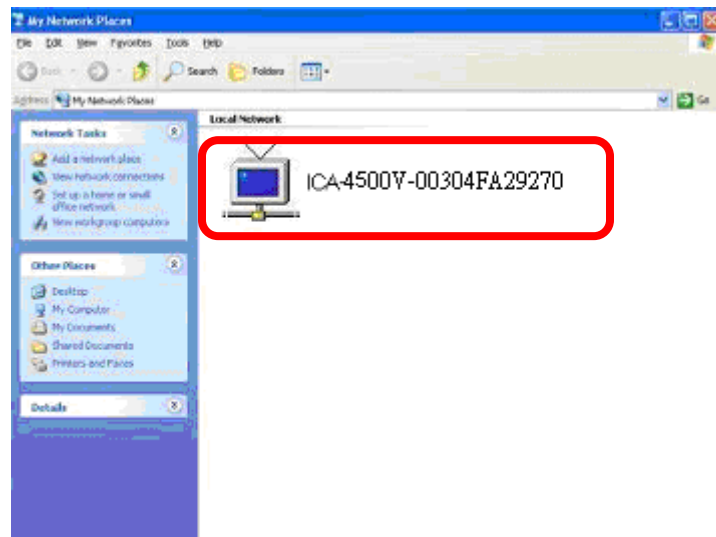 My Network Places
File Edit View Favorites Tools Help
Back Search Folders
Address My Network Places Go
Local Network
Network Tasks
Add a network place
View network connections
Set up a home or small
office network
View workgroup computers
ICA-4500V-00304FA29270
Other Places
Desktop
My Computer
My Documents
Shared Documents
Printers and Faxes
Details